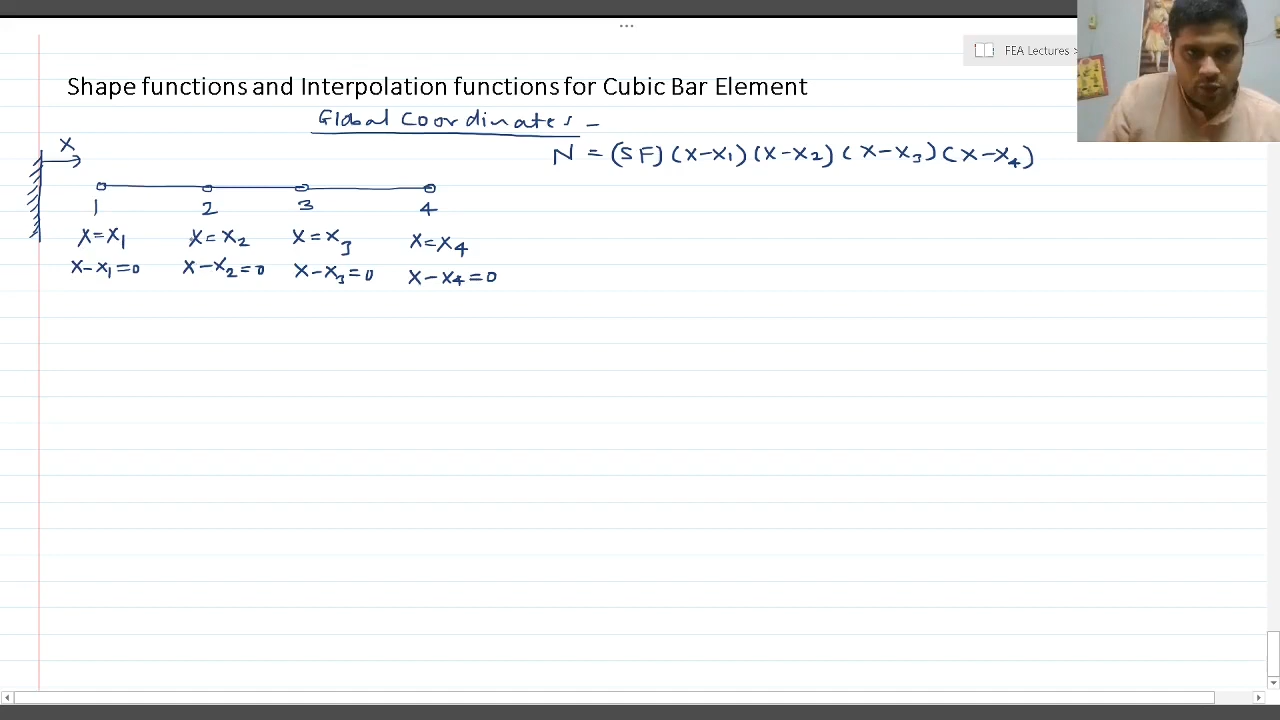 FEA Lectures >
Shape functions and Interpolation functions for Cubic Bar Element
Global Coordinates -
N = (SF) (x-x₁) (x-x₂) (x-x₃) (x-x₄)
x
1 2 3 4
x=x₁ x=x₂ x=x₃ x=x₄
x-x₁=0 x-x₂=0 x-x₃=0 x-x₄=0